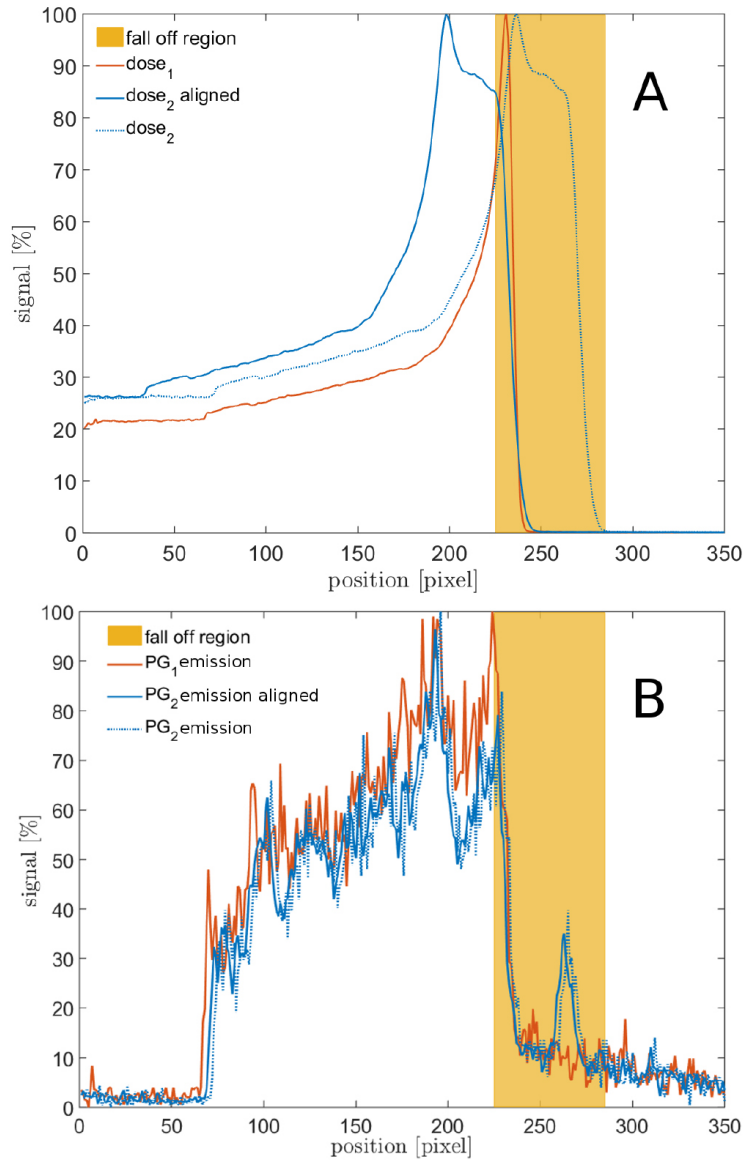 100
90
80
70
60
50
40
30
20
10
0
signal [%]
fall off region
dose1
dose2 aligned
dose2
A
0 50 100 150 200 250 300 350
position [pixel]
100
90
80
70
60
50
40
30
20
10
0
signal [%]
fall off region
PG1emission
PG2emission aligned
PG2emission
B
0 50 100 150 200 250 300 350
position [pixel]